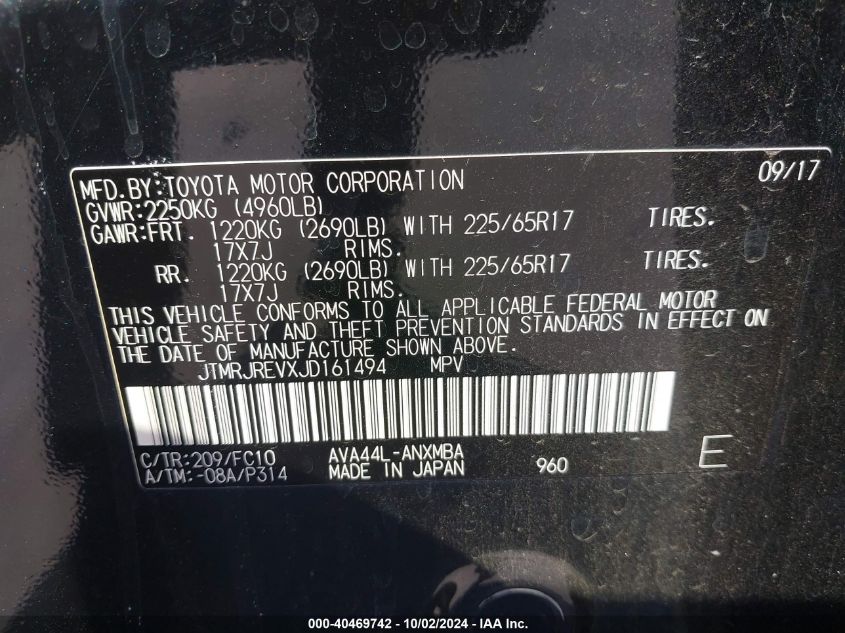 MFD.BY:TOYOTA MOTOR CORPORATION 09/17
GVWR:2250KG (4960LB)
GAWR:FRT. 1220KG (2690LB) WITH 225/65R17 TIRES.
17X7J RIMS.
RR. 1220KG (2690LB) WITH 225/65R17 TIRES.
17X7J RIMS.
THIS VEHICLE CONFORMS TO ALL APPLICABLE FEDERAL MOTOR
VEHICLE SAFETY AND THEFT PREVENTION STANDARDS IN EFFECT ON
THE DATE OF MANUFACTURE SHOWN ABOVE.
JTMRJREVXJD161494 MPV
C/TR:209/FC10 AVA44L-ANXMBA E
A/TM:-08A/P314 MADE IN JAPAN 960
000-40469742 - 10/02/2024 - IAA Inc.